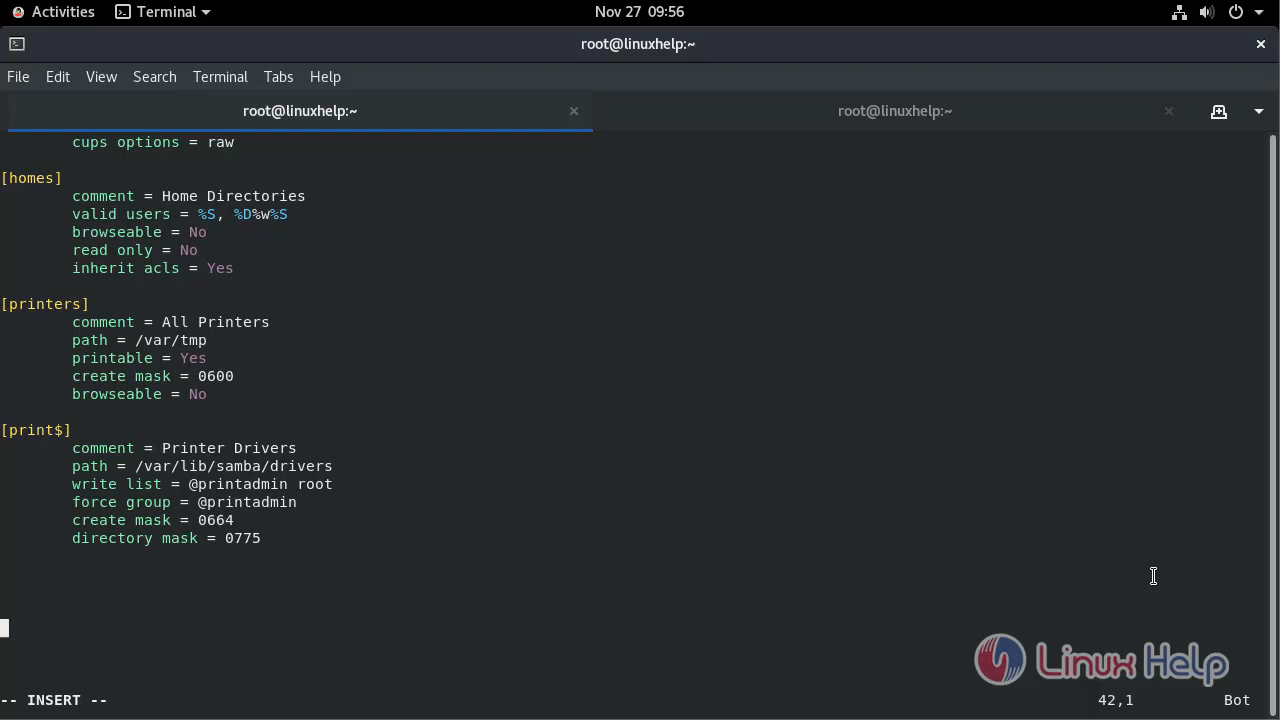 Activities Terminal Nov 27 09:56
root@linuxhelp:~
File Edit View Search Terminal Tabs Help
root@linuxhelp:~ root@linuxhelp:~
cups options = raw
[homes]
comment = Home Directories
valid users = %S, %D%w%S
browseable = No
read only = No
inherit acls = Yes
[printers]
comment = All Printers
path = /var/tmp
printable = Yes
create mask = 0600
browseable = No
[print$]
comment = Printer Drivers
path = /var/lib/samba/drivers
write list = @printadmin root
force group = @printadmin
create mask = 0664
directory mask = 0775
Linux Help
-- INSERT -- 42,1 Bot